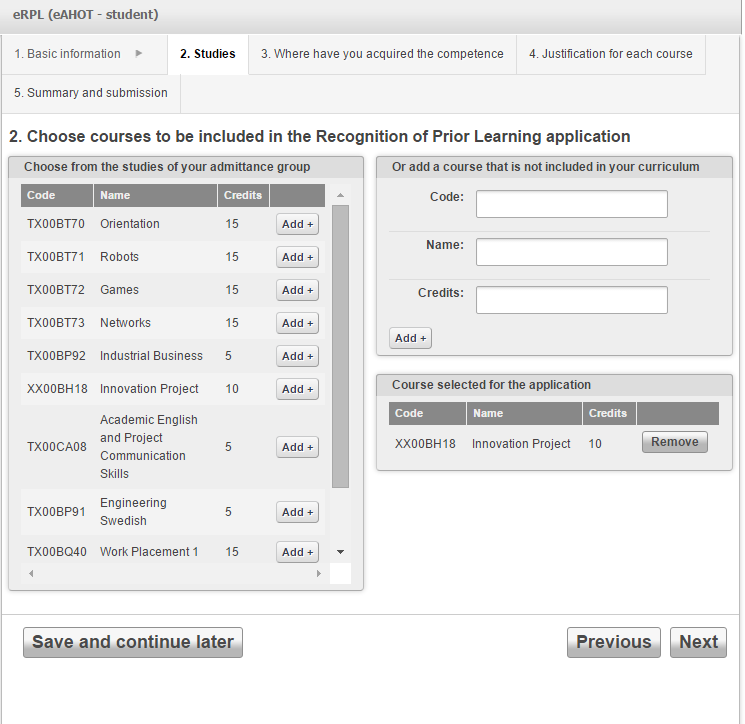 eRPL (eAHOT - student)
1. Basic information
2. Studies
3. Where have you acquired the competence
4. Justification for each course
5. Summary and submission
2. Choose courses to be included in the Recognition of Prior Learning application
Choose from the studies of your admittance group
Code Name Credits
TX00BT70 Orientation 15 Add +
TX00BT71 Robots 15 Add +
TX00BT72 Games 15 Add +
TX00BT73 Networks 15 Add +
TX00BP92 Industrial Business 5 Add +
XX00BH18 Innovation Project 10 Add +
TX00CA08 Academic English
and Project
Communication
Skills 5 Add +
TX00BP91 Engineering
Swedish 5 Add +
TX00BQ40 Work Placement 1 15 Add +
Or add a course that is not included in your curriculum
Code:
Name:
Credits:
Add +
Course selected for the application
Code Name Credits
XX00BH18 Innovation Project 10 Remove
Save and continue later
Previous
Next